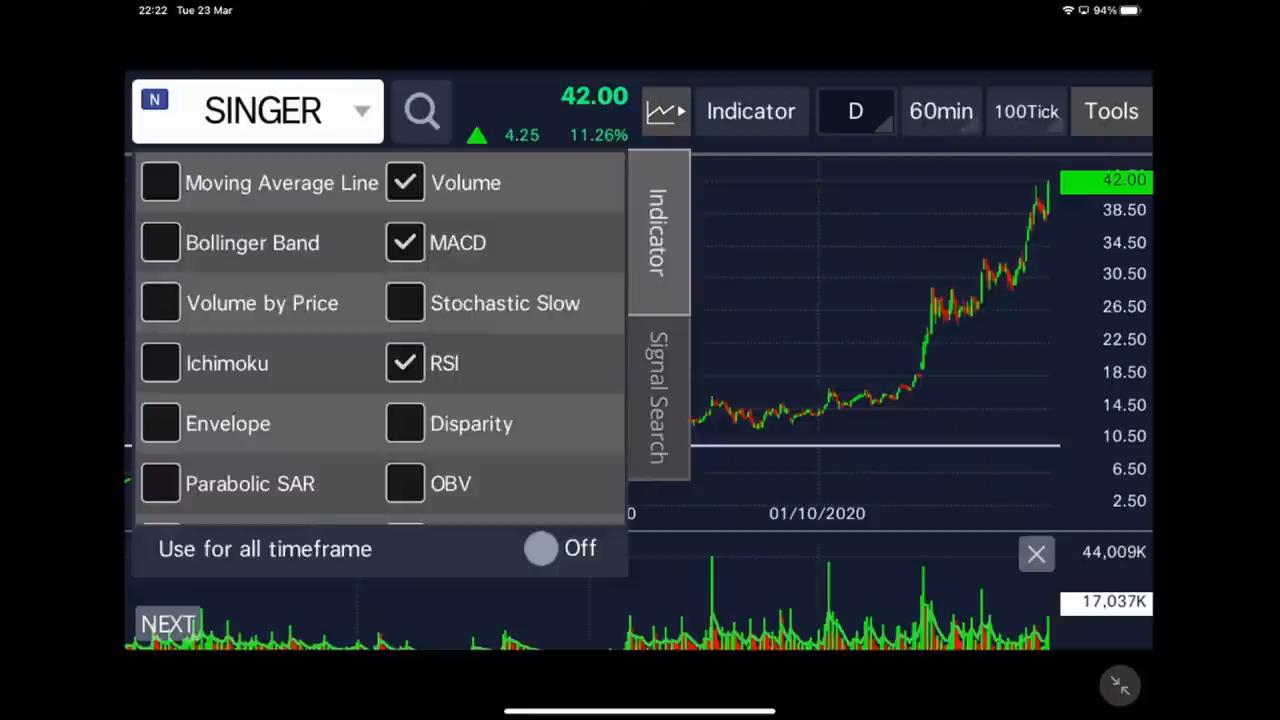 22:22 Tue 23 Mar
94%
N
SINGER
42.00
4.25 11.26%
Indicator
D
60min
100Tick
Tools
Moving Average Line
Volume
Bollinger Band
MACD
Volume by Price
Stochastic Slow
Ichimoku
RSI
Envelope
Disparity
Parabolic SAR
OBV
Use for all timeframe
Off
NEXT
Indicator
Signal Search
42.00
38.50
34.50
30.50
26.50
22.50
18.50
14.50
10.50
6.50
2.50
0
01/10/2020
44,009K
17,037K